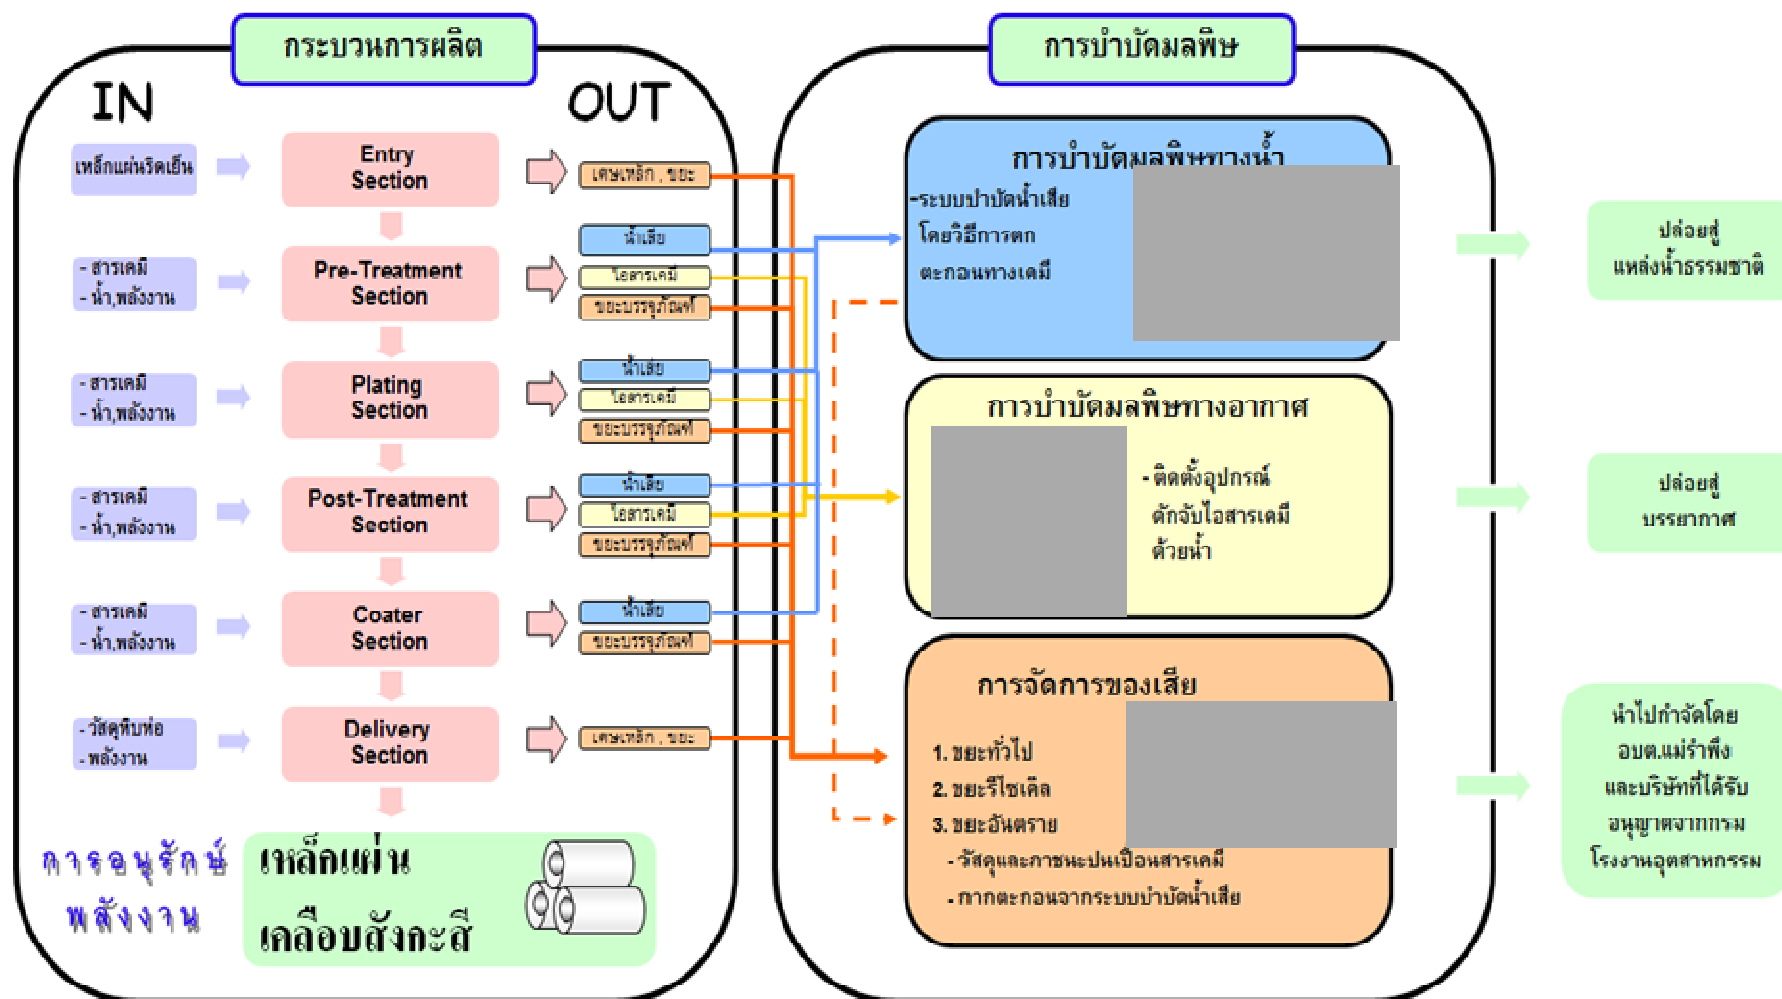 กระบวนการผลิต
IN
OUT
เหล็กแผ่นรีดเย็น
Entry
Section
เศษเหล็ก , ขยะ
- สารเคมี
- น้ำ,พลังงาน
Pre-Treatment
Section
น้ำเสีย
ไอสารเคมี
ขยะบรรจุภัณฑ์
- สารเคมี
- น้ำ,พลังงาน
Plating
Section
น้ำเสีย
ไอสารเคมี
ขยะบรรจุภัณฑ์
- สารเคมี
- น้ำ,พลังงาน
Post-Treatment
Section
น้ำเสีย
ไอสารเคมี
ขยะบรรจุภัณฑ์
- สารเคมี
- น้ำ,พลังงาน
Coater
Section
น้ำเสีย
ขยะบรรจุภัณฑ์
- วัสดุหีบห่อ
- พลังงาน
Delivery
Section
เศษเหล็ก , ขยะ
การอนุรักษ์
พลังงาน
เหล็กแผ่น
เคลือบสังกะสี
การบำบัดมลพิษ
การบำบัดมลพิษทางน้ำ
-ระบบบำบัดน้ำเสีย
โดยวิธีการตก
ตะกอนทางเคมี
ปล่อยสู่
แหล่งน้ำธรรมชาติ
การบำบัดมลพิษทางอากาศ
- ติดตั้งอุปกรณ์
ดักจับไอสารเคมี
ด้วยน้ำ
ปล่อยสู่
บรรยากาศ
การจัดการของเสีย
1. ขยะทั่วไป
2. ขยะรีไซเคิล
3. ขยะอันตราย
- วัสดุและภาชนะปนเปื้อนสารเคมี
- กากตะกอนจากระบบบำบัดน้ำเสีย
นำไปกำจัดโดย
อบต.แม่รำพึง
และบริษัทที่ได้รับ
อนุญาตจากกรม
โรงงานอุตสาหกรรม